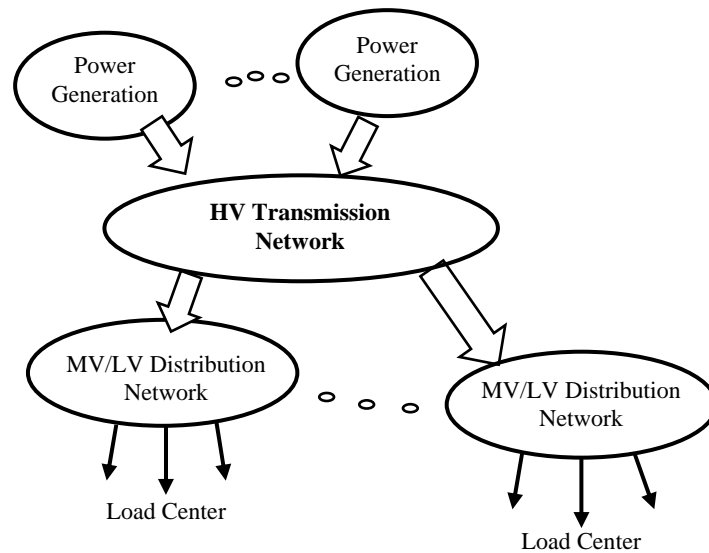 Power
Generation
Power
Generation
HV Transmission
Network
MV/LV Distribution
Network
MV/LV Distribution
Network
Load Center
Load Center